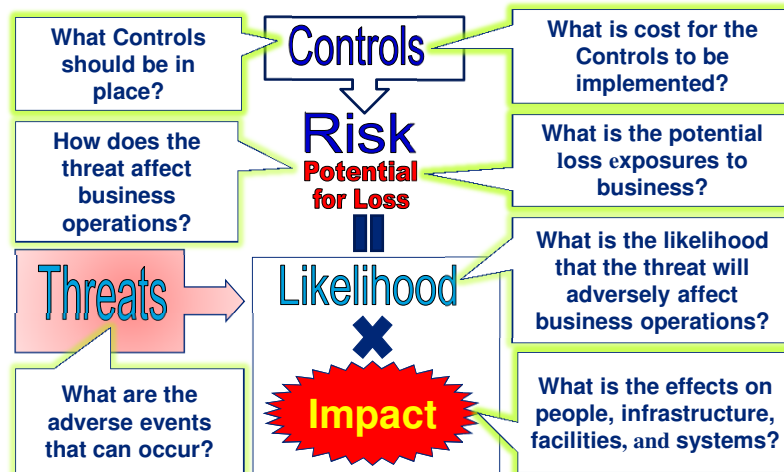 What Controls
should be in
place?
Controls
What is cost for the
Controls to be
implemented?
How does the
threat affect
business
operations?
Risk
Potential
for Loss
What is the potential
loss exposures to
business?
=
Threats
Likelihood
What is the likelihood
that the threat will
adversely affect
business operations?
×
What are the
adverse events
that can occur?
Impact
What is the effects on
people, infrastructure,
facilities, and systems?